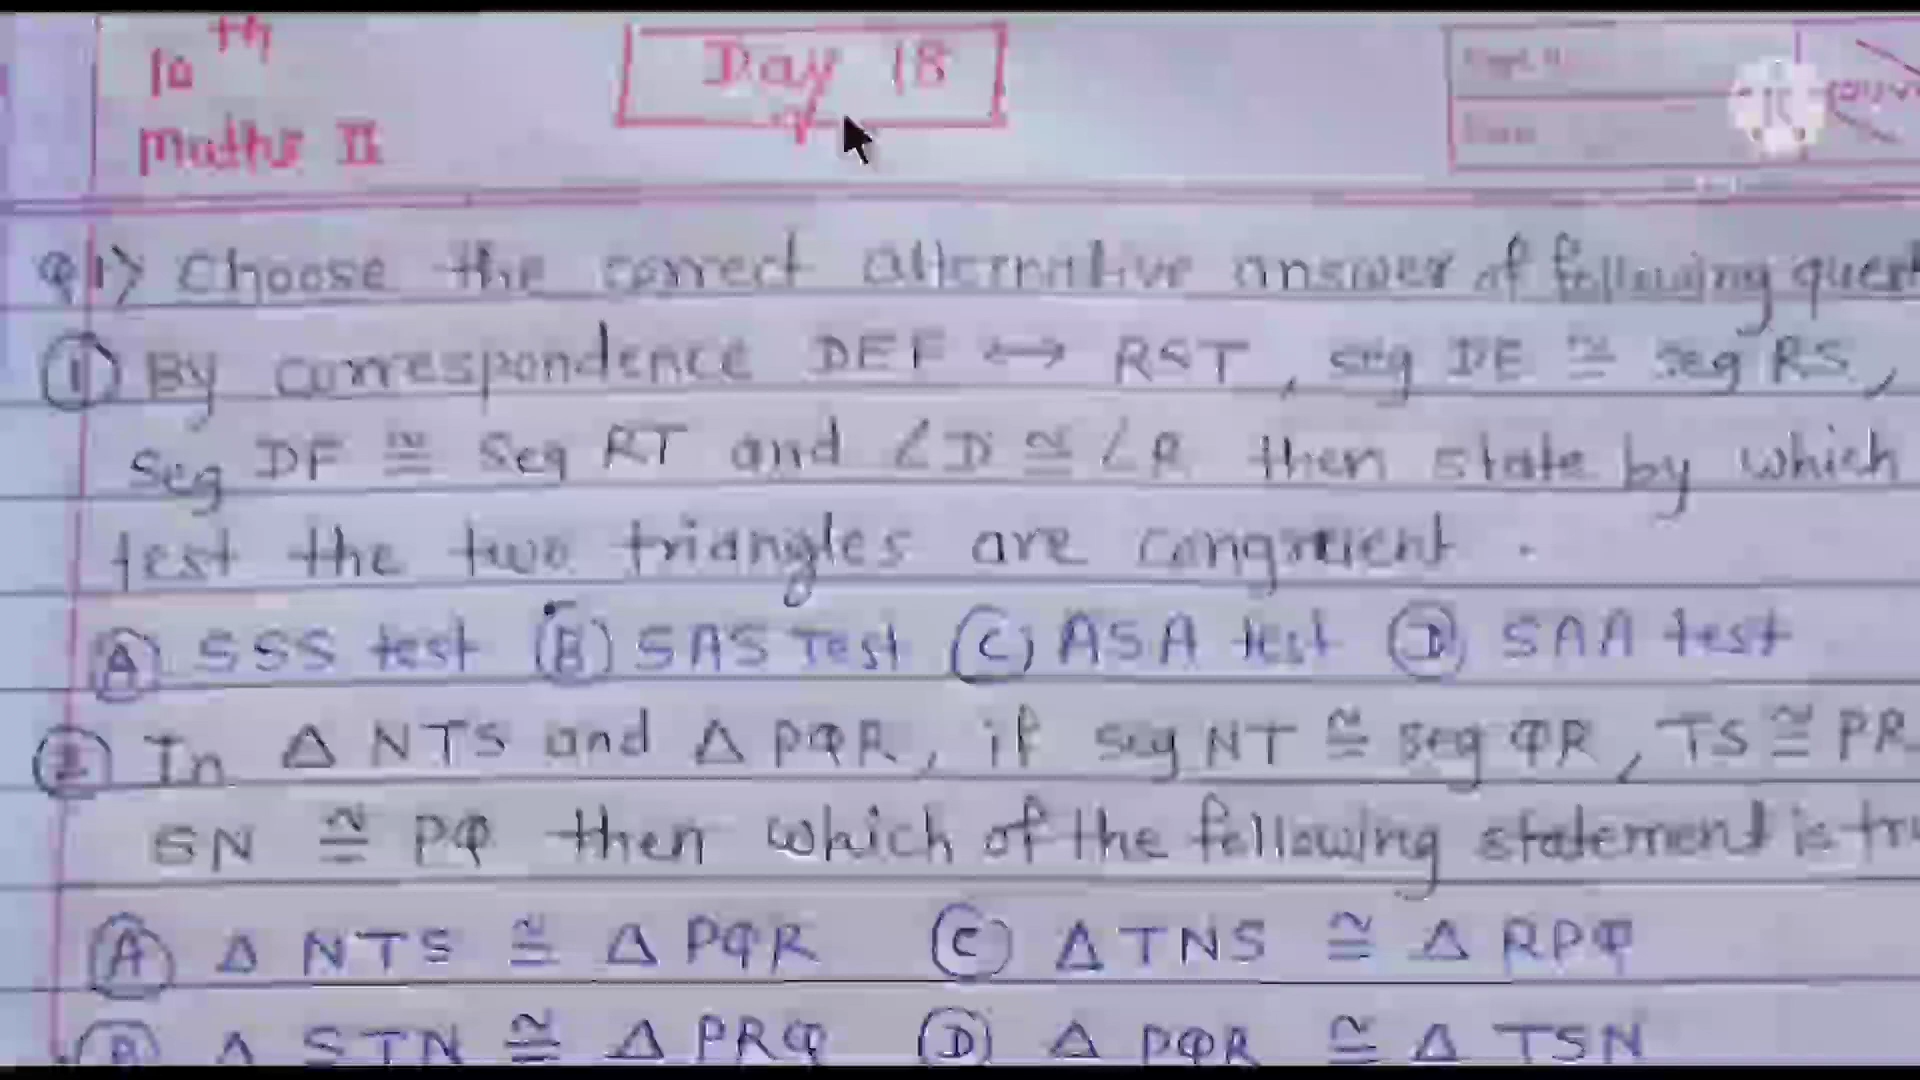 10th
Maths II
Day 18
Q1) Choose the correct alternative answer of following
① By correspondence DEF ↔ RST, seg DE ≅ seg RS,
seg DF ≅ seg RT and ∠D ≅ ∠R then state by which
test the two triangles are congruent.
Ⓐ SSS test Ⓑ SAS Test Ⓒ ASA test Ⓓ SAA test
② In Δ NTS and Δ PQR, if seg NT ≅ seg QR, TS ≅ PR
SN ≅ PQ then which of the following statement is
Ⓐ Δ NTS ≅ Δ PQR Ⓒ Δ TNS ≅ Δ RPQ
Ⓑ Δ STN ≅ Δ PRQ Ⓓ Δ PQR ≅ Δ TSN